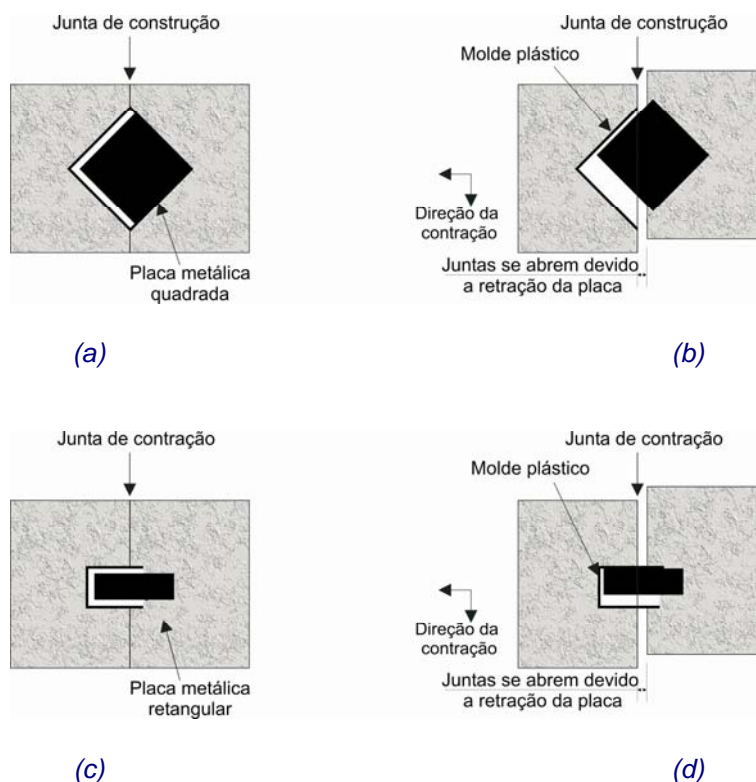 Junta de construção
Placa metálica
quadrada
(a)
Junta de construção
Molde plástico
Direção da
contração
Juntas se abrem devido
a retração da placa
(b)
Junta de contração
Placa metálica
retangular
(c)
Junta de contração
Molde plástico
Direção da
contração
Juntas se abrem devido
a retração da placa
(d)